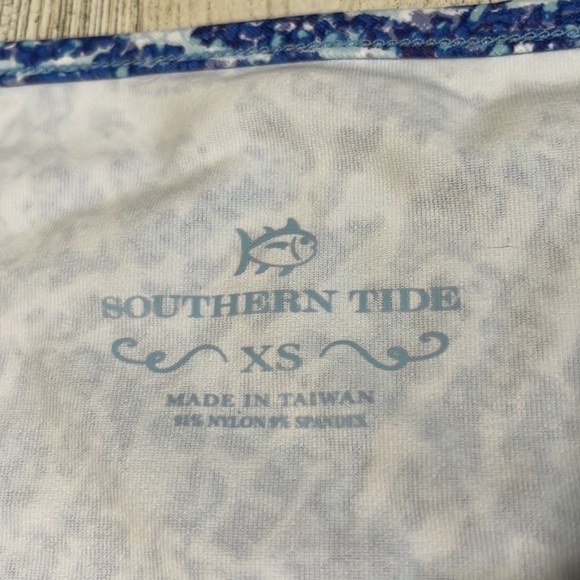 SOUTHERN TIDE
XS
MADE IN TAIWAN
91% NYLON 9% SPANDEX